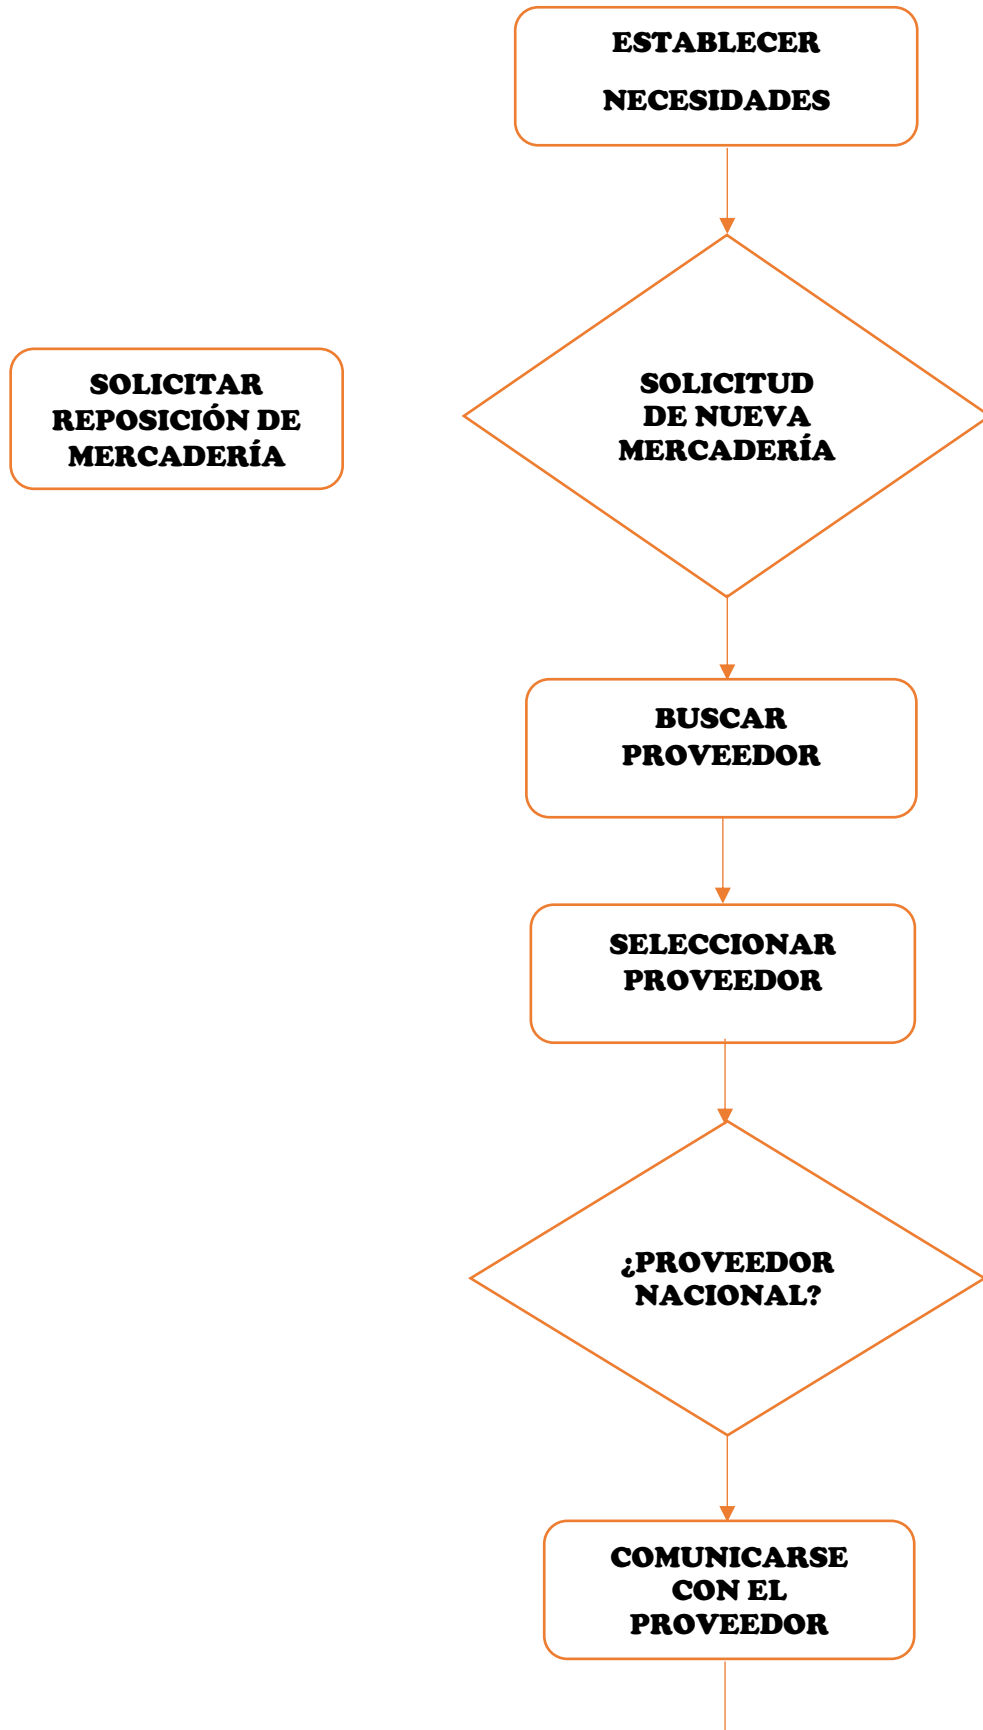 ESTABLECER
NECESIDADES
SOLICITAR
REPOSICIÓN DE
MERCADERÍA
SOLICITUD
DE NUEVA
MERCADERÍA
BUSCAR
PROVEEDOR
SELECCIONAR
PROVEEDOR
¿PROVEEDOR
NACIONAL?
COMUNICARSE
CON EL
PROVEEDOR